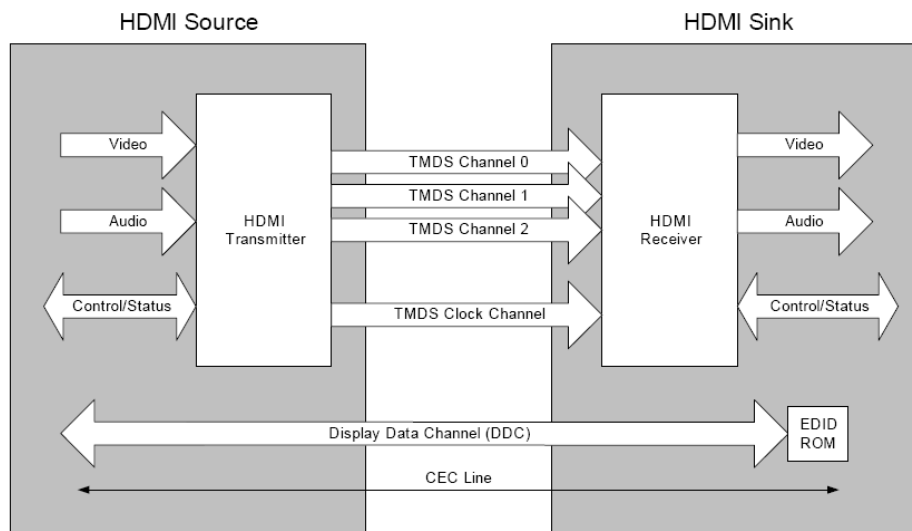 HDMI Source
HDMI Sink
Video
Audio
Control/Status
HDMI
Transmitter
TMDS Channel 0
TMDS Channel 1
TMDS Channel 2
TMDS Clock Channel
HDMI
Receiver
Video
Audio
Control/Status
Display Data Channel (DDC)
EDID
ROM
CEC Line